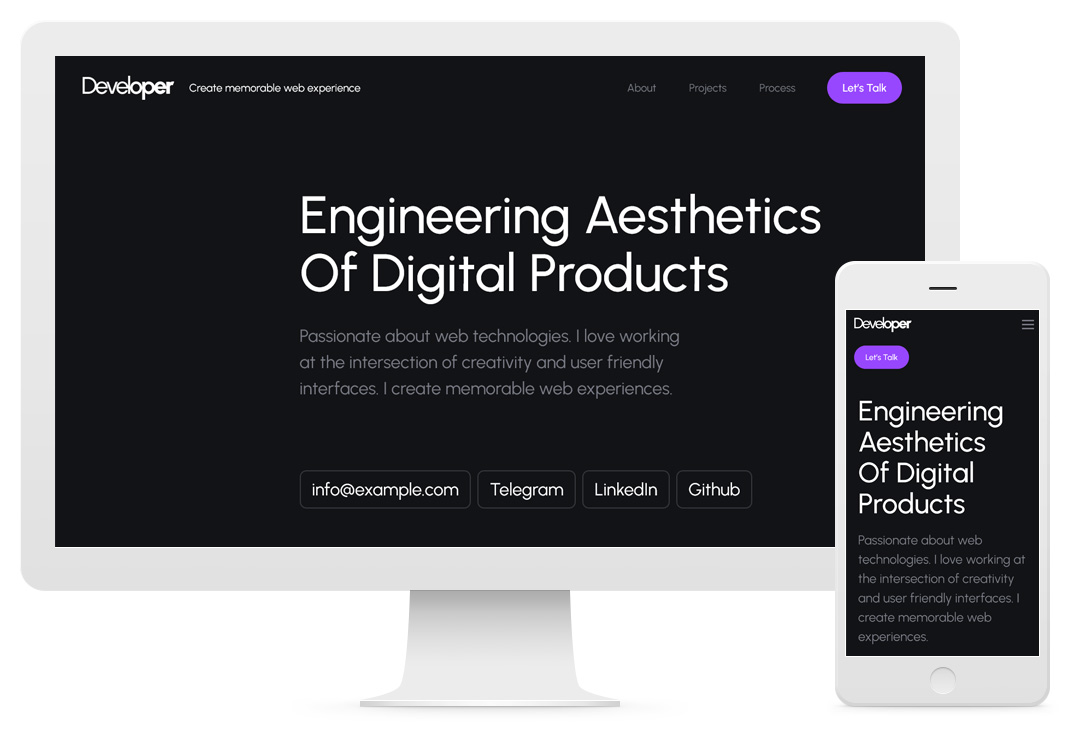 Developer Create memorable web experience About Projects Process Let's Talk
Engineering Aesthetics
Of Digital Products
Passionate about web technologies. I love working
at the intersection of creativity and user friendly
interfaces. I create memorable web experiences.
info@example.com Telegram LinkedIn Github
Developer
Let's Talk
Engineering
Aesthetics
Of Digital
Products
Passionate about web
technologies. I love working at
the intersection of creativity
and user friendly interfaces. I
create memorable web
experiences.